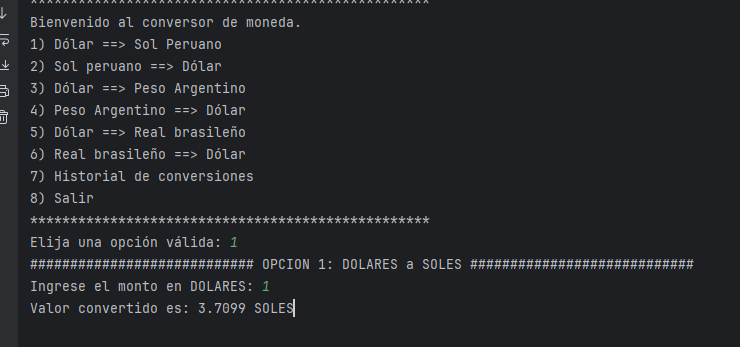 **************************************************
Bienvenido al conversor de moneda.
1) Dólar ==> Sol Peruano
2) Sol peruano ==> Dólar
3) Dólar ==> Peso Argentino
4) Peso Argentino ==> Dólar
5) Dólar ==> Real brasileño
6) Real brasileño ==> Dólar
7) Historial de conversiones
8) Salir
**************************************************
Elija una opción válida: 1
############################ OPCION 1: DOLARES a SOLES ############################
Ingrese el monto en DOLARES: 1
Valor convertido es: 3.7099 SOLES